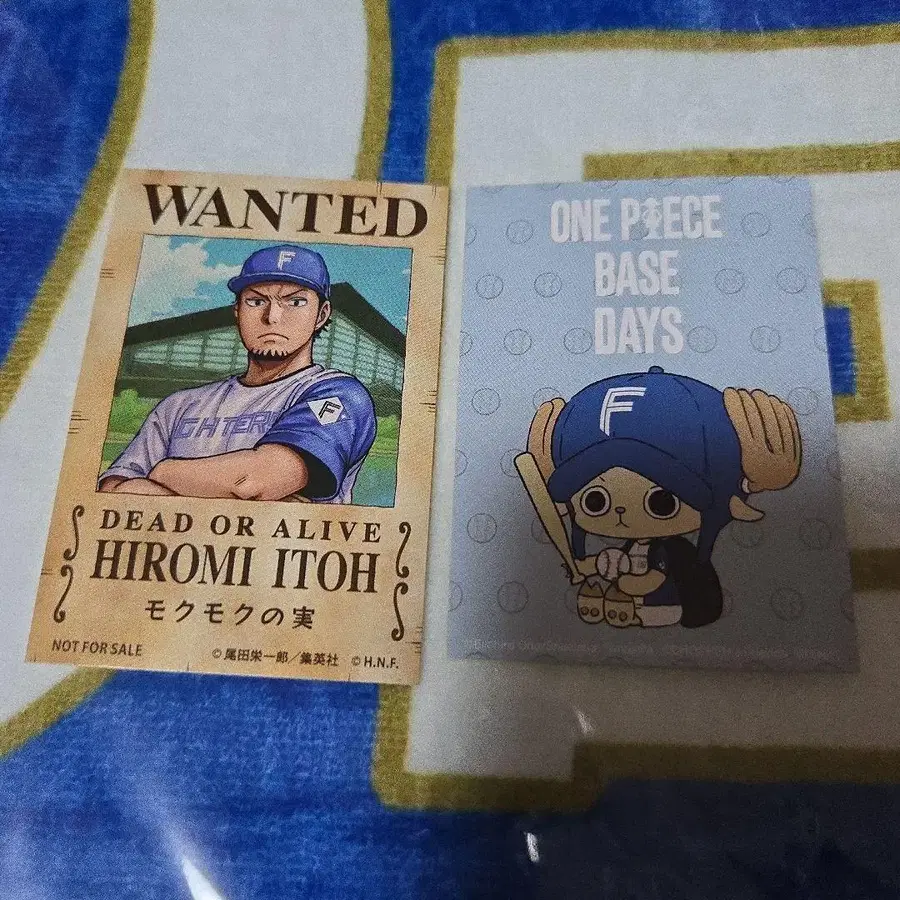 WANTED
F
FIGHTERS
F
DEAD OR ALIVE
HIROMI ITOH
モクモクの実
NOT FOR SALE
©尾田栄一郎/集英社 ©H.N.F.
ONE PIECE
BASE
DAYS
F